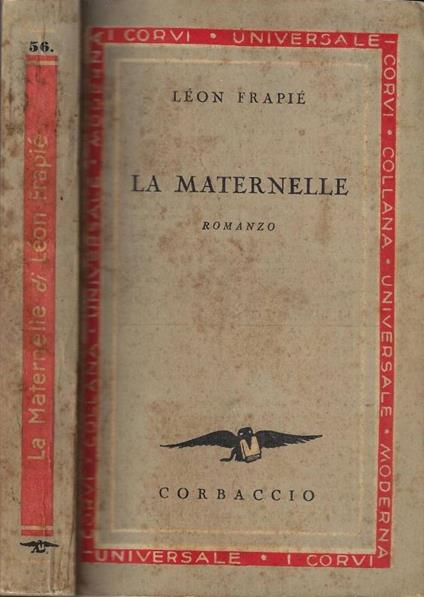 56.
La Maternelle di Léon Frapié
I CORVI • UNIVERSALE
I CORVI • COLLANA • UNIVERSALE • MODERNA
LÉON FRAPIÉ
LA MATERNELLE
ROMANZO
CORBACCIO
I CORVI • COLLANA • UNIVERSALE • MODERNA
UNIVERSALE • I CORVI